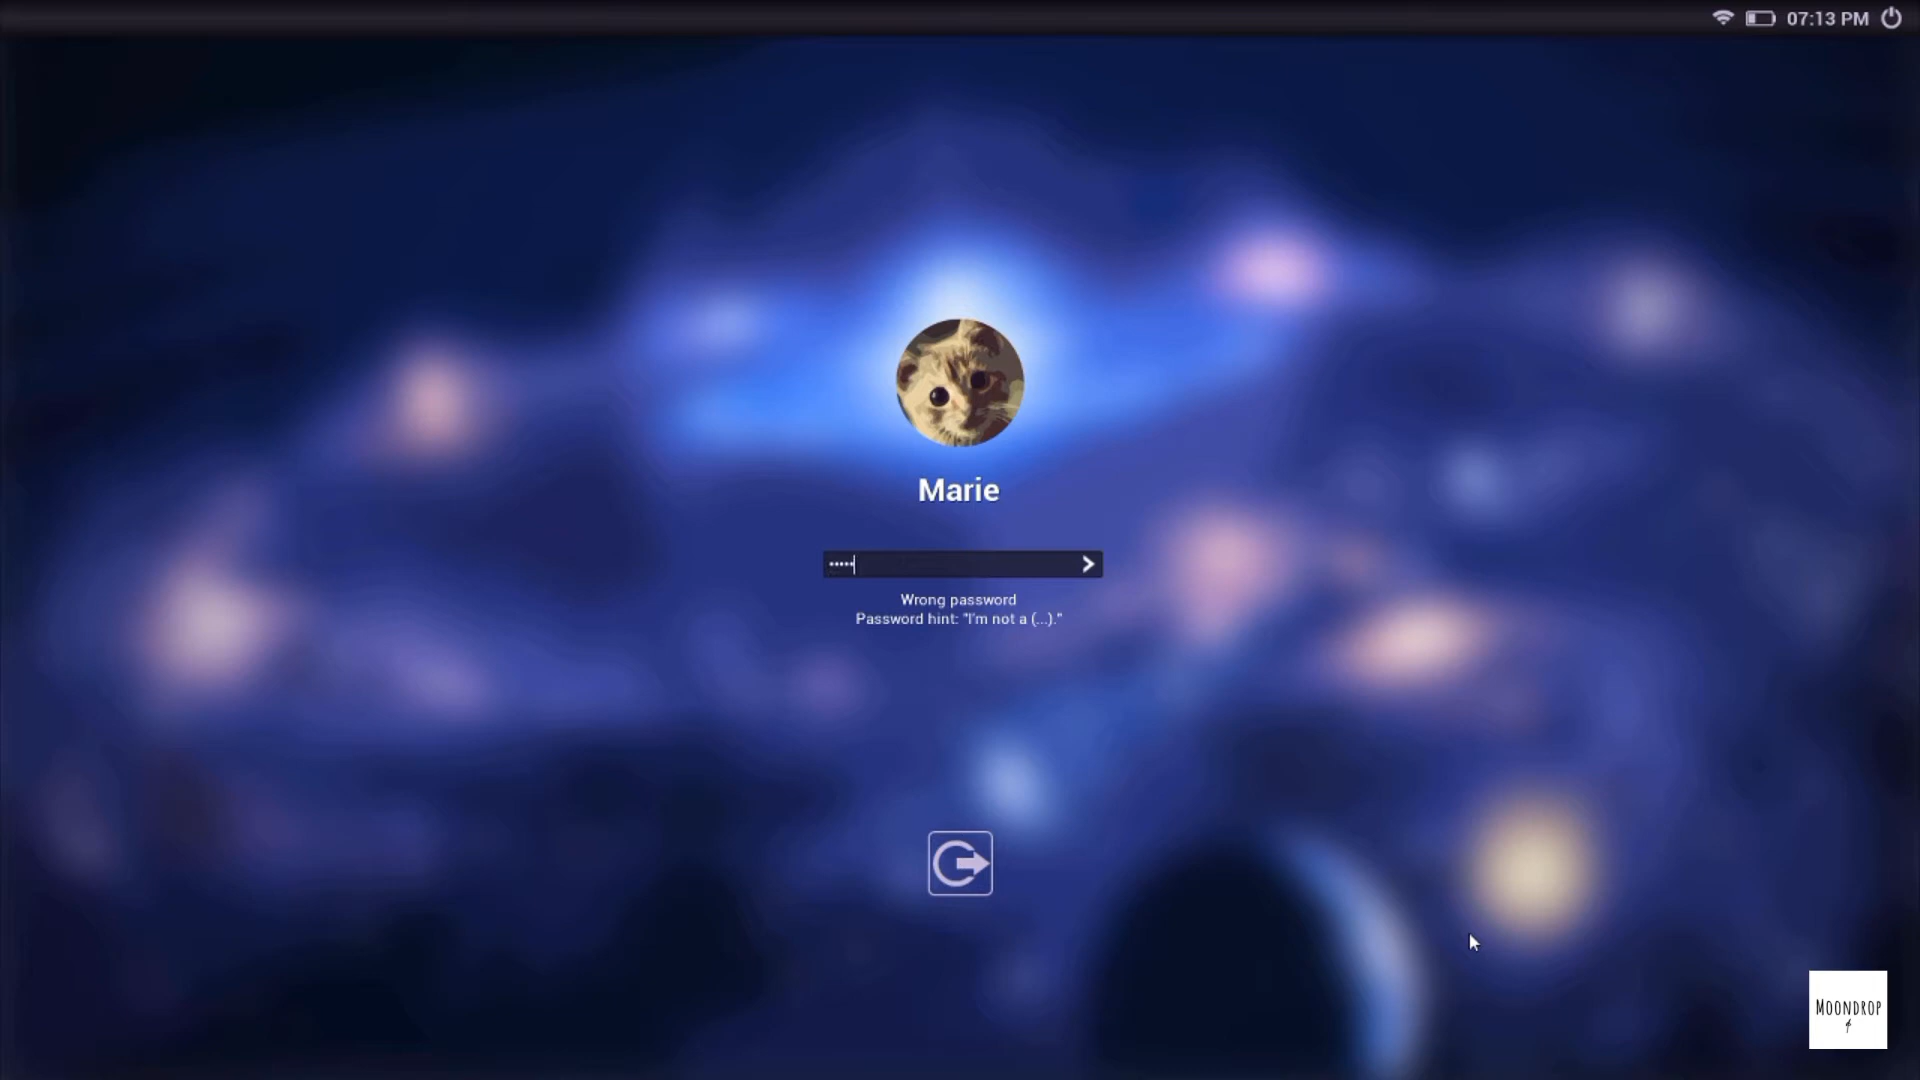 07:13 PM
Marie
Wrong password
Password hint: "I'm not a (...)."
MOONDROP